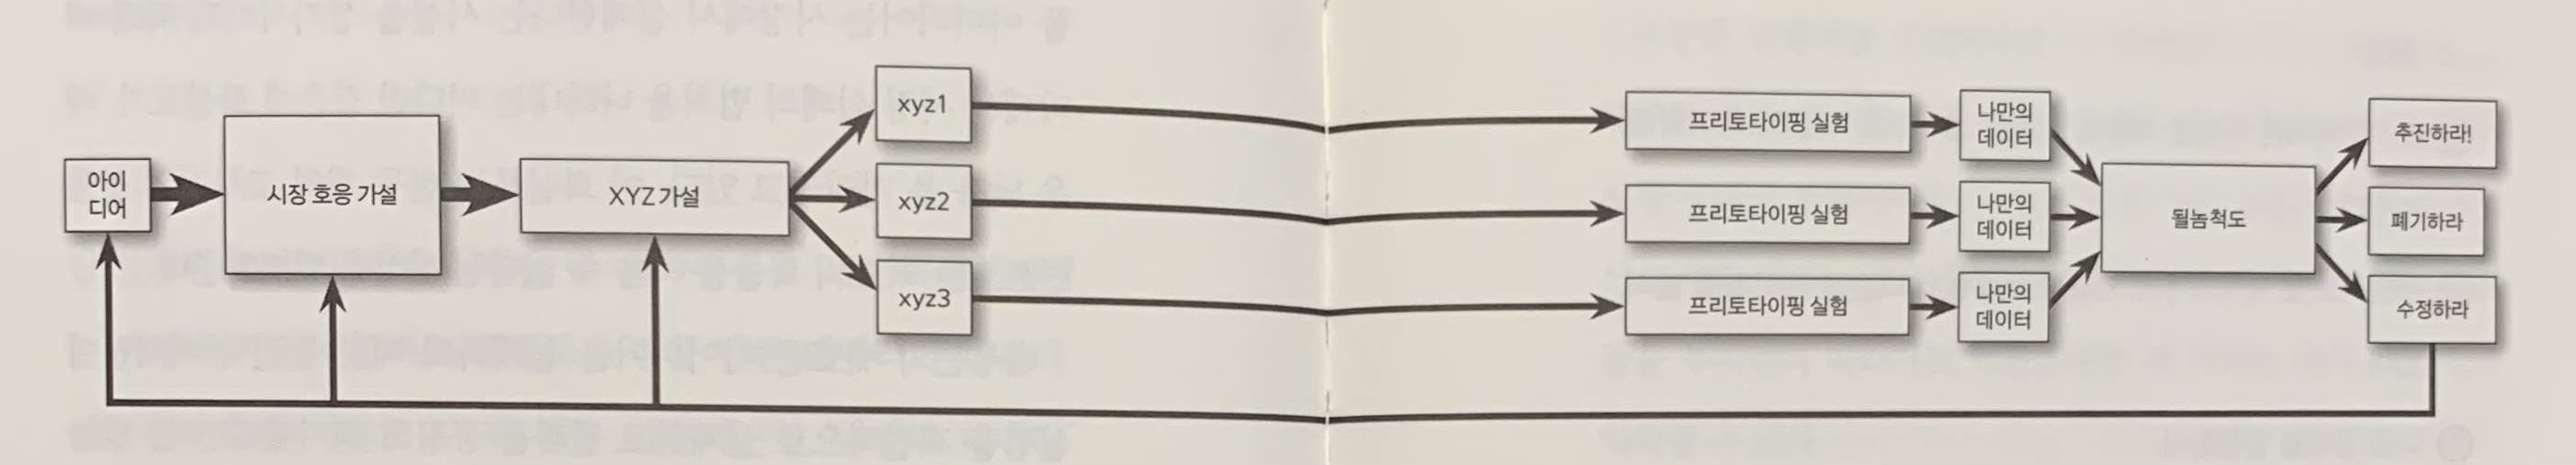 아이
디어
시장 호응 가설
XYZ 가설
xyz1
xyz2
xyz3
프리토타이핑 실험
나만의
데이터
프리토타이핑 실험
나만의
데이터
프리토타이핑 실험
나만의
데이터
될놈척도
추진하라!
폐기하라
수정하라